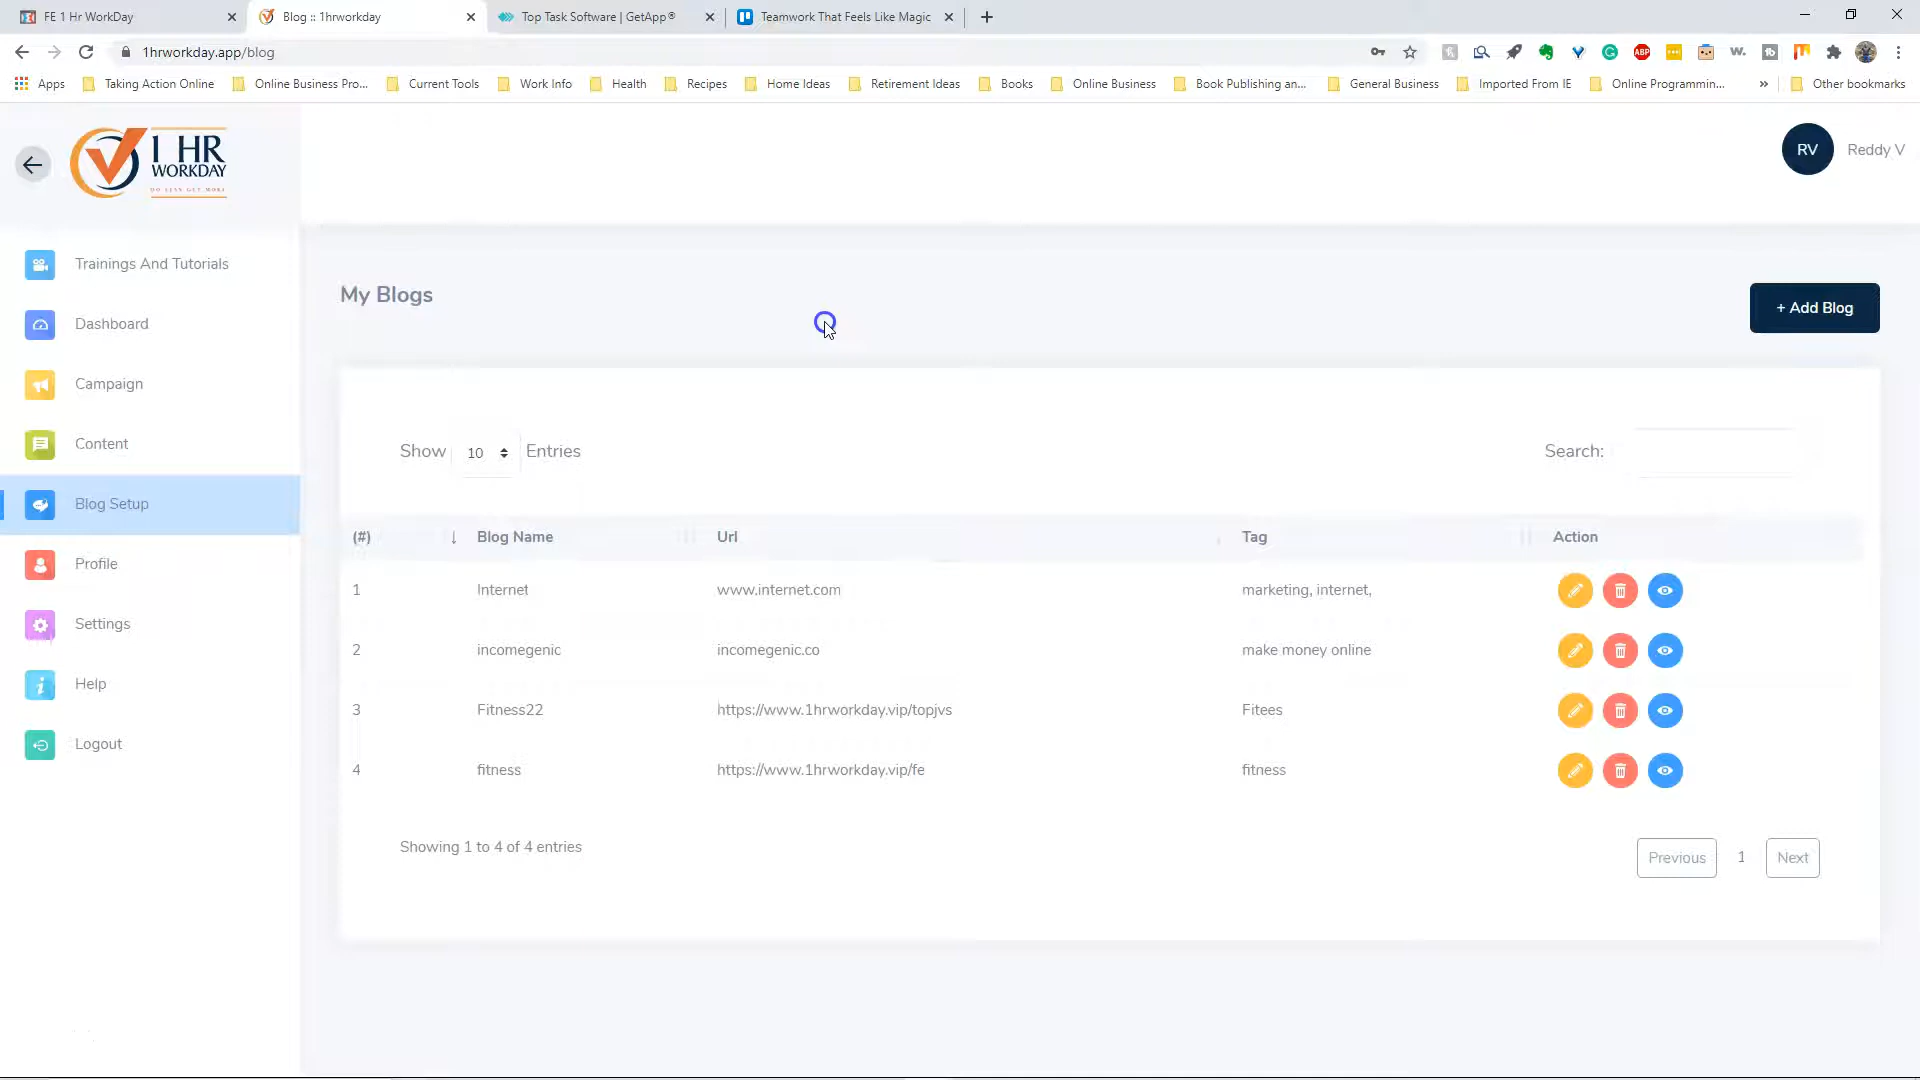 FE 1 Hr WorkDay
Blog :: 1hrworkday
Top Task Software | GetApp®
Teamwork That Feels Like Magic
1hrworkday.app/blog
Apps
Taking Action Online
Online Business Pro...
Current Tools
Work Info
Health
Recipes
Home Ideas
Retirement Ideas
Books
Online Business
Book Publishing an...
General Business
Imported From IE
Online Programmin...
Other bookmarks
1 HR
WORKDAY
DO LESS GET MORE
RV
Reddy V
Trainings And Tutorials
Dashboard
Campaign
Content
Blog Setup
Profile
Settings
Help
Logout
My Blogs
+ Add Blog
Show 10 Entries
Search:
(#) Blog Name Url Tag Action
1 Internet www.internet.com marketing, internet,
2 incomegenic incomegenic.co make money online
3 Fitness22 https://www.1hrworkday.vip/topjvs Fitees
4 fitness https://www.1hrworkday.vip/fe fitness
Showing 1 to 4 of 4 entries
Previous 1 Next